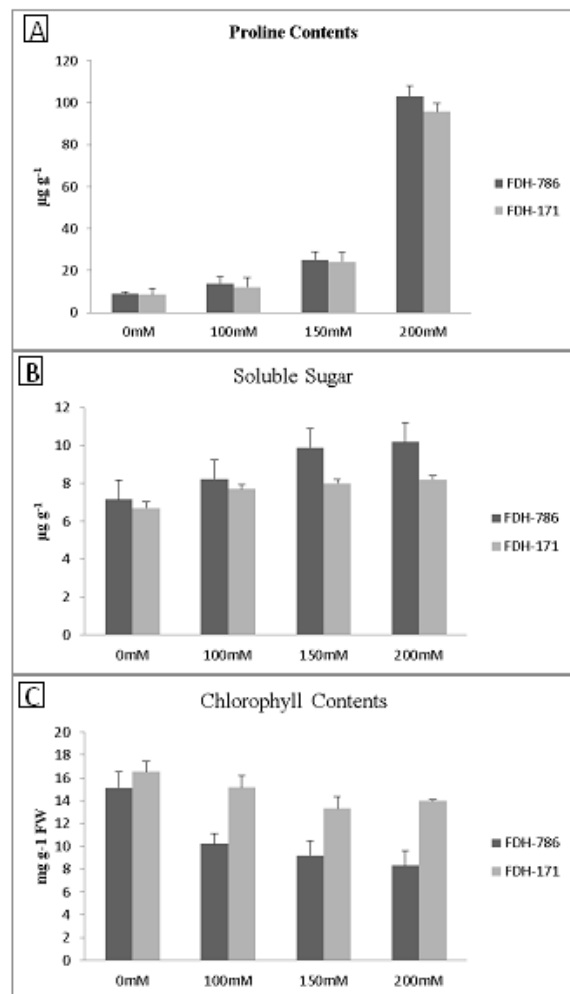 A
Proline Contents
120
100
80
60
40
20
0
µg g-1
0mM 100mM 150mM 200mM
FDH-786
FDH-171
B
Soluble Sugar
12
10
8
6
4
2
0
µg g-1
0mM 100mM 150mM 200mM
FDH-786
FDH-171
C
Chlorophyll Contents
20
18
16
14
12
10
8
6
4
2
0
mg g-1 FW
0mM 100mM 150mM 200mM
FDH-786
FDH-171